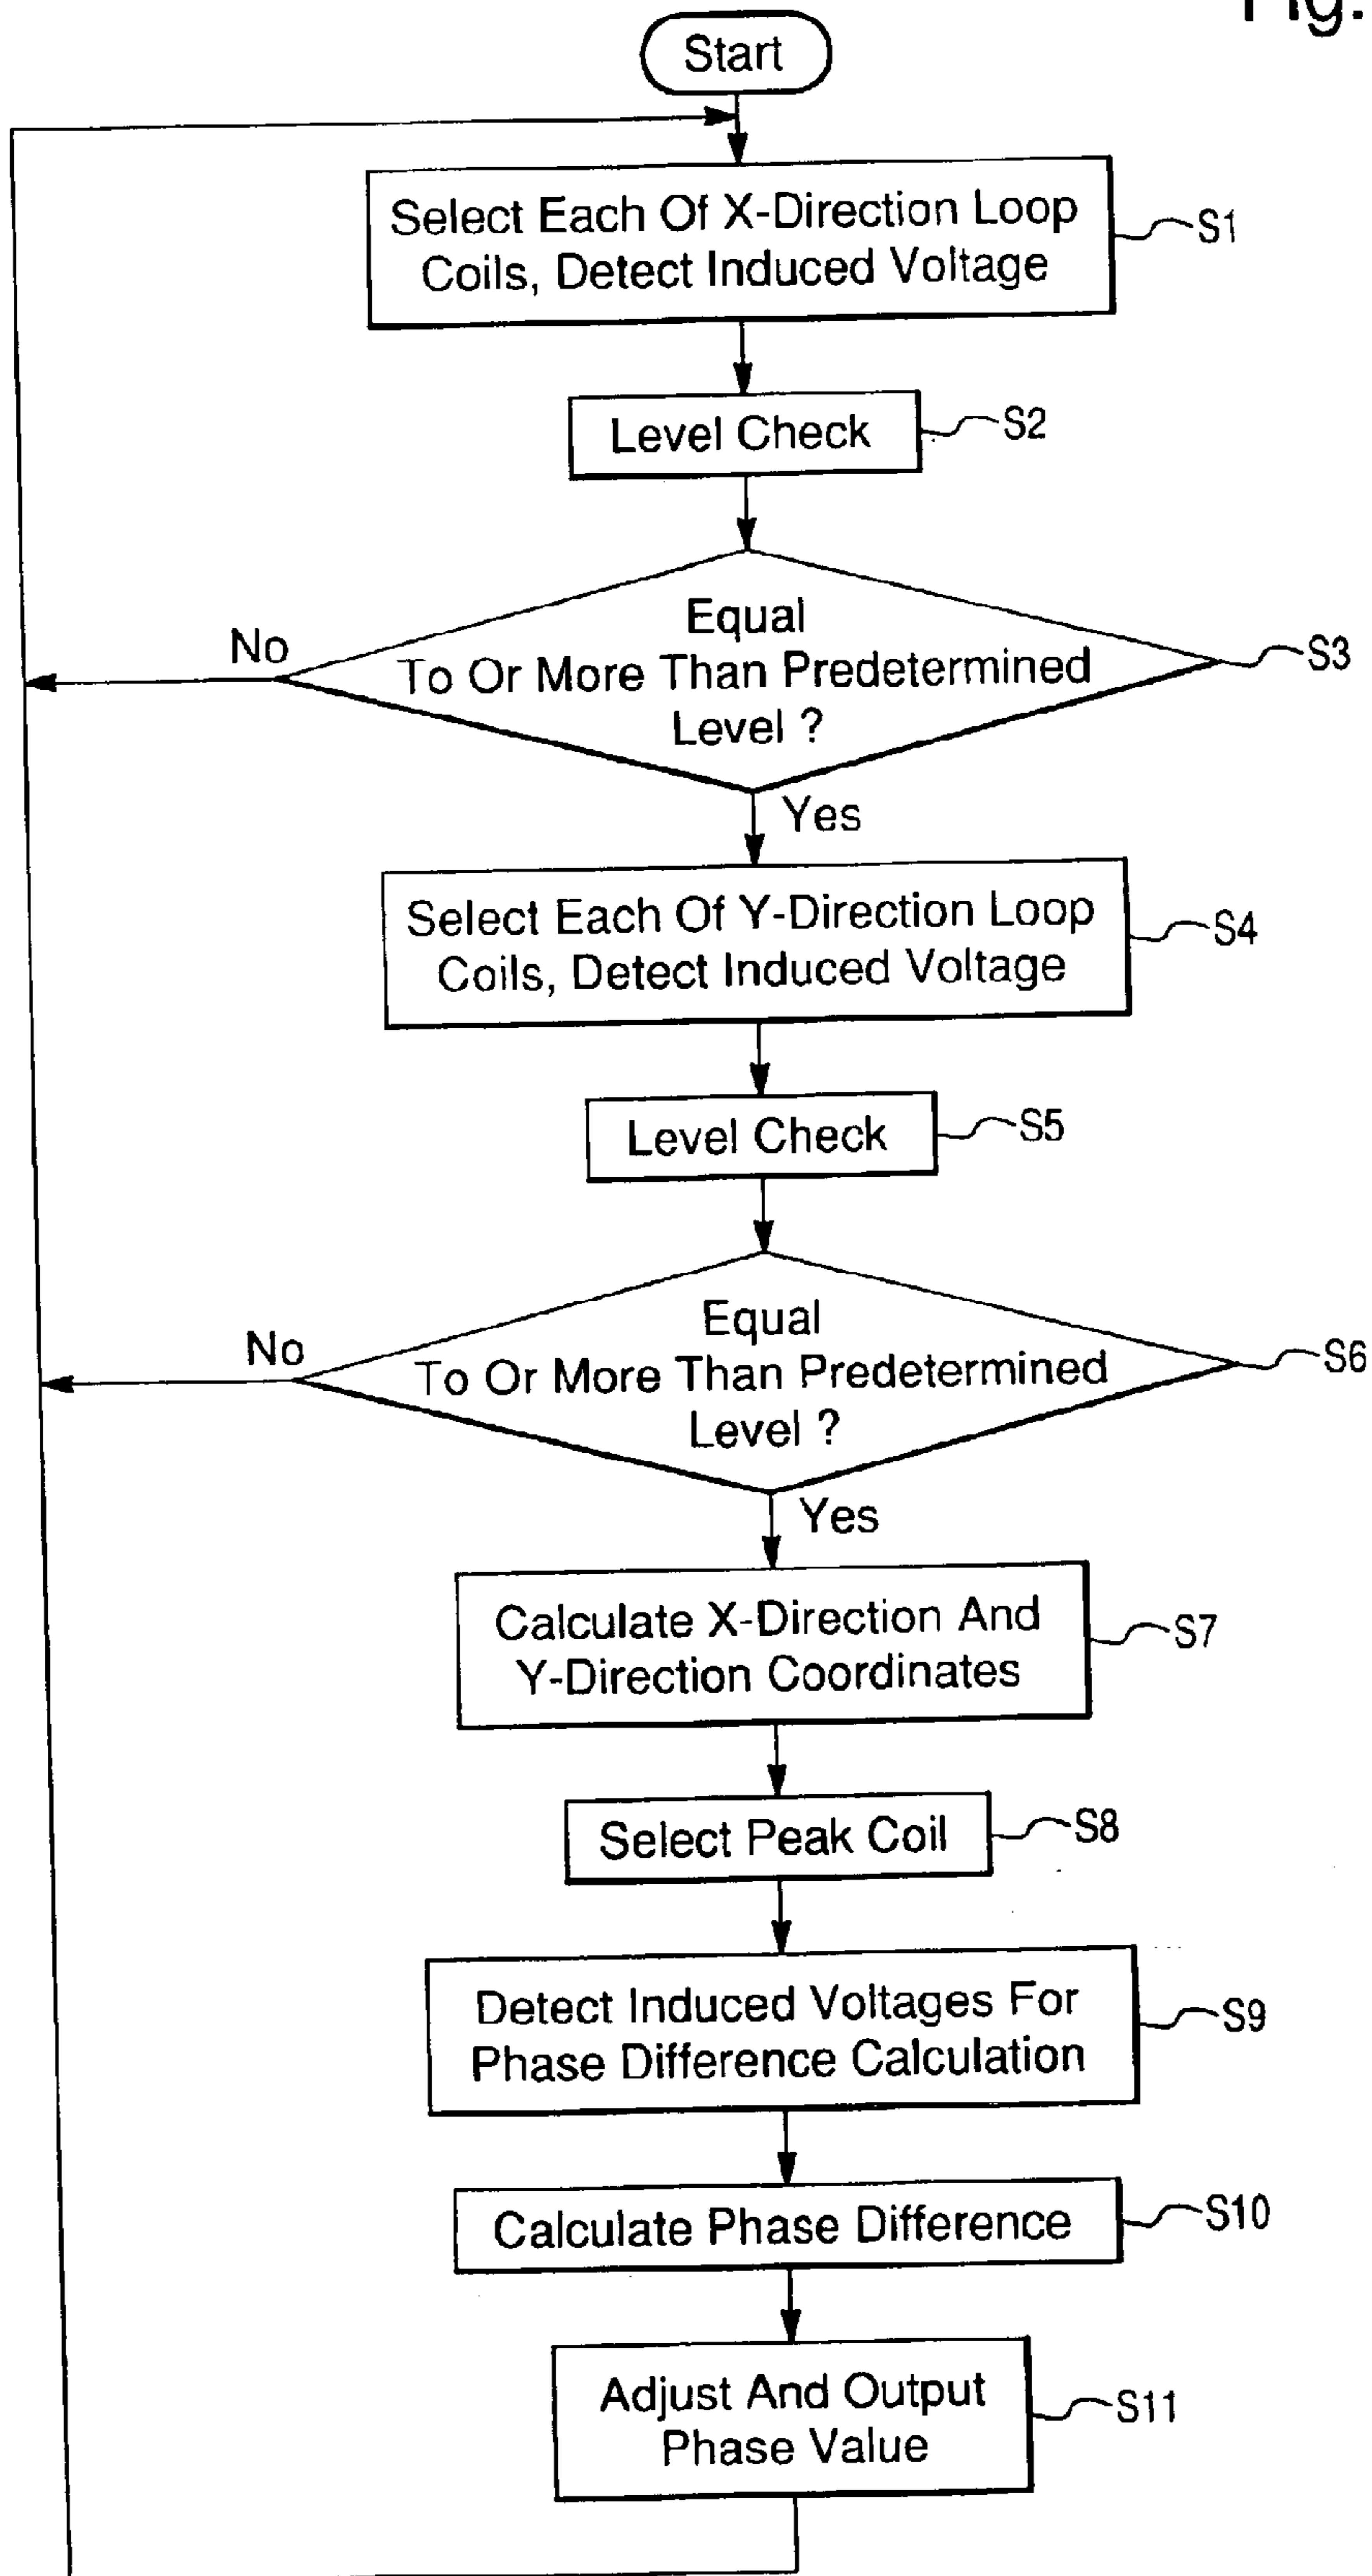 Fig.
Start
Select Each Of X-Direction Loop
Coils, Detect Induced Voltage
S1
Level Check
S2
Equal
To Or More Than Predetermined
Level ?
S3
No
Yes
Select Each Of Y-Direction Loop
Coils, Detect Induced Voltage
S4
Level Check
S5
Equal
To Or More Than Predetermined
Level ?
S6
No
Yes
Calculate X-Direction And
Y-Direction Coordinates
S7
Select Peak Coil
S8
Detect Induced Voltages For
Phase Difference Calculation
S9
Calculate Phase Difference
S10
Adjust And Output
Phase Value
S11